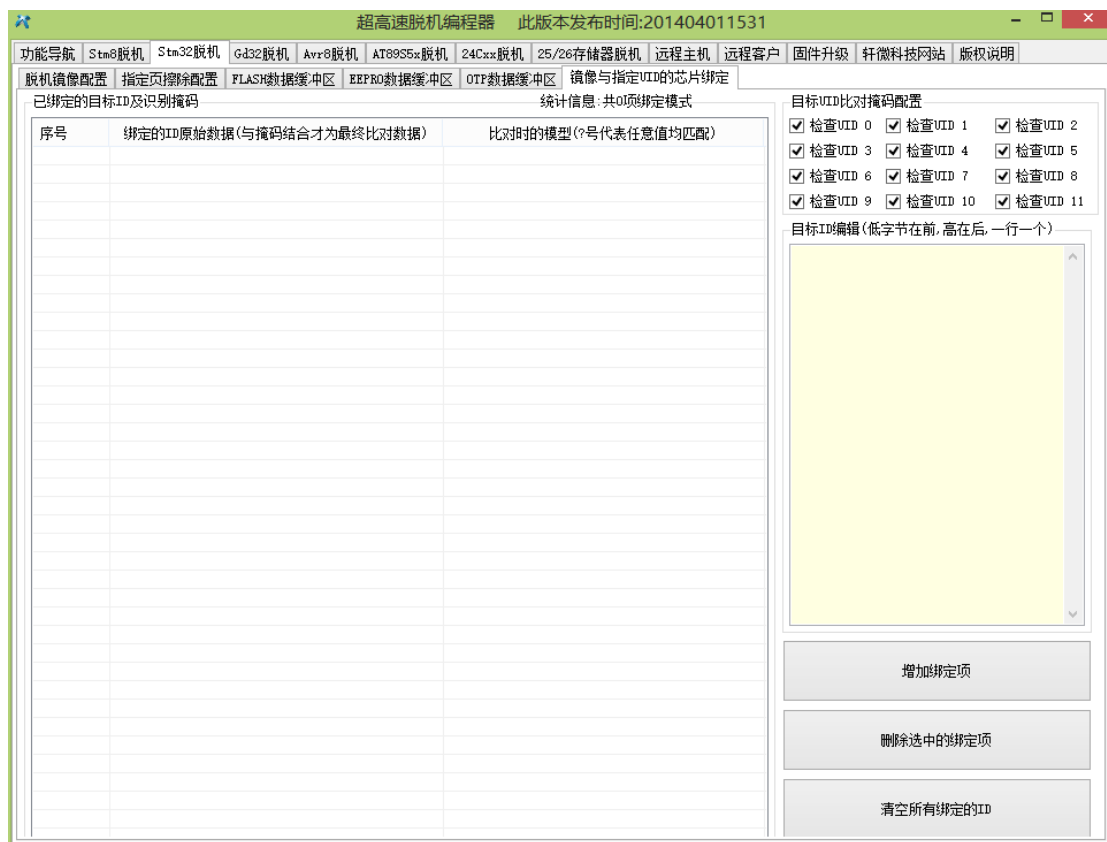 超高速脱机编程器 此版本发布时间:201404011531
功能导航 Stm8脱机 Stm32脱机 Gd32脱机 Avr8脱机 AT89S5x脱机 24Cxx脱机 25/26存储器脱机 远程主机 远程客户 固件升级 轩微科技网站 版权说明
脱机镜像配置 指定页擦除配置 FLASH数据缓冲区 EEPRO数据缓冲区 OTP数据缓冲区 镜像与指定UID的芯片绑定
已绑定的目标ID及识别掩码 统计信息:共0项绑定模式
序号 绑定的ID原始数据(与掩码结合才为最终比对数据) 比对时的模型(?号代表任意值均匹配)
目标UID比对掩码配置
检查UID 0 检查UID 1 检查UID 2
检查UID 3 检查UID 4 检查UID 5
检查UID 6 检查UID 7 检查UID 8
检查UID 9 检查UID 10 检查UID 11
目标ID编辑(低字节在前,高在后,一行一个)
增加绑定项
删除选中的绑定项
清空所有绑定的ID